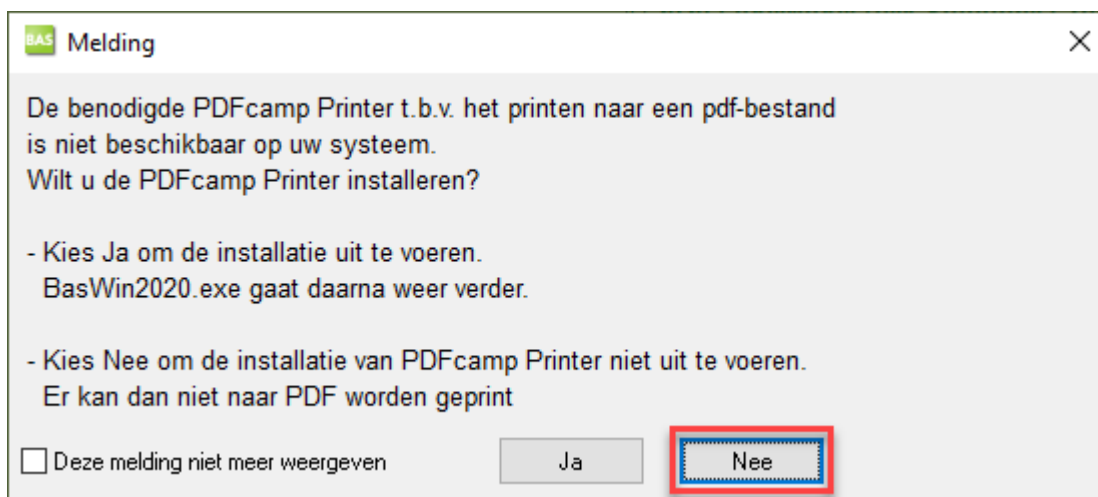 BAS Melding
De benodigde PDFcamp Printer t.b.v. het printen naar een pdf-bestand
is niet beschikbaar op uw systeem.
Wilt u de PDFcamp Printer installeren?
- Kies Ja om de installatie uit te voeren.
BasWin2020.exe gaat daarna weer verder.
- Kies Nee om de installatie van PDFcamp Printer niet uit te voeren.
Er kan dan niet naar PDF worden geprint
Deze melding niet meer weergeven Ja Nee